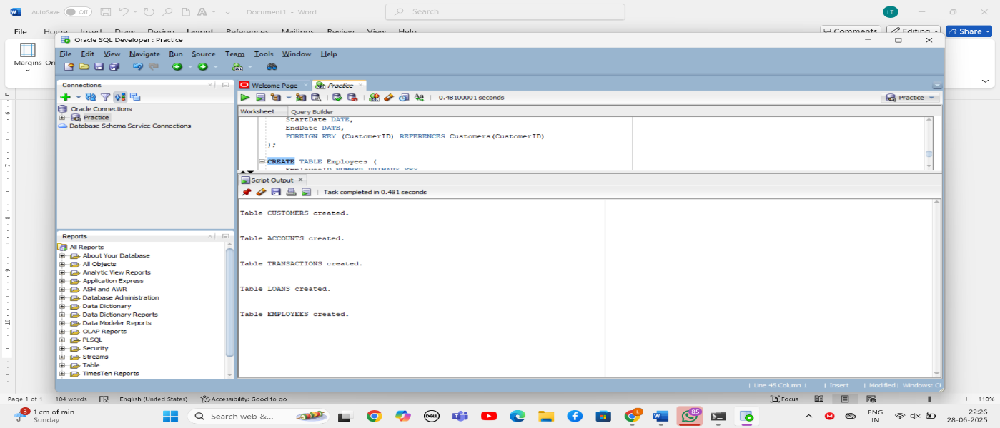 AutoSave Off Document1 - Word Search LT
File Home Insert Draw Design Layout References Mailings Review View Help Comments Editing Share
Margins Ori
Oracle SQL Developer : Practice
File Edit View Navigate Run Source Team Tools Window Help
Connections
Oracle Connections
Practice
Database Schema Service Connections
Reports
All Reports
About Your Database
All Objects
Analytic View Reports
Application Express
ASH and AWR
Database Administration
Data Dictionary
Data Dictionary Reports
Data Modeler Reports
OLAP Reports
PLSQL
Security
Streams
Table
TimesTen Reports
Welcome Page Practice
0.48100001 seconds Practice
Worksheet Query Builder
StartDate DATE,
EndDate DATE,
FOREIGN KEY (CustomerID) REFERENCES Customers(CustomerID)
);
CREATE TABLE Employees (
EmployeeID NUMBER PRIMARY KEY,
Script Output
Task completed in 0.481 seconds
Table CUSTOMERS created.
Table ACCOUNTS created.
Table TRANSACTIONS created.
Table LOANS created.
Table EMPLOYEES created.
Line 45 Column 1 Insert Modified Windows: C
Page 1 of 1 104 words English (United States) Accessibility: Good to go Focus 110%
3 1 cm of rain
Sunday
Search web &... DELL 85
ENG
IN
22:26
28-06-2025